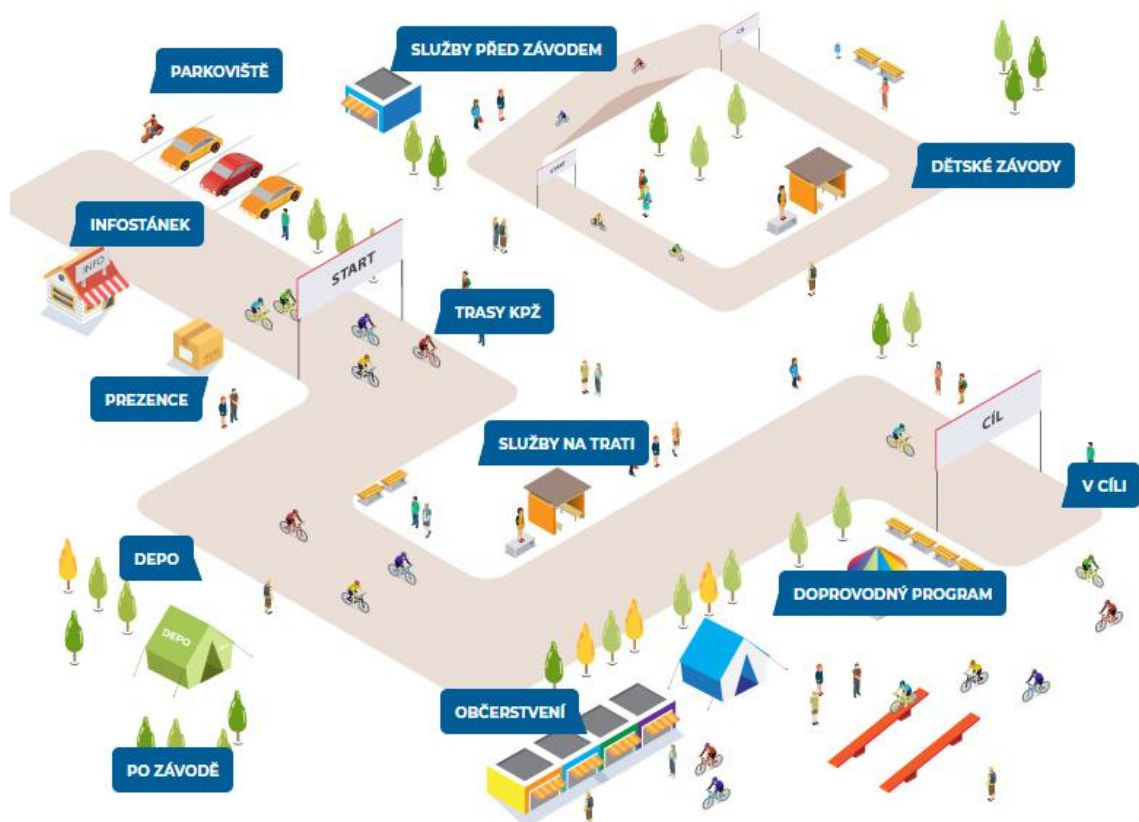 SLUŽBY PŘED ZÁVODEM
PARKOVIŠTĚ
DĚTSKÉ ZÁVODY
START
INFOSTÁNEK
INFO
START
TRASY KPŽ
PREZENCE
CÍL
SLUŽBY NA TRATI
V CÍLI
DEPO
DOPROVODNÝ PROGRAM
DEPO
OBČERSTVENÍ
PO ZÁVODĚ